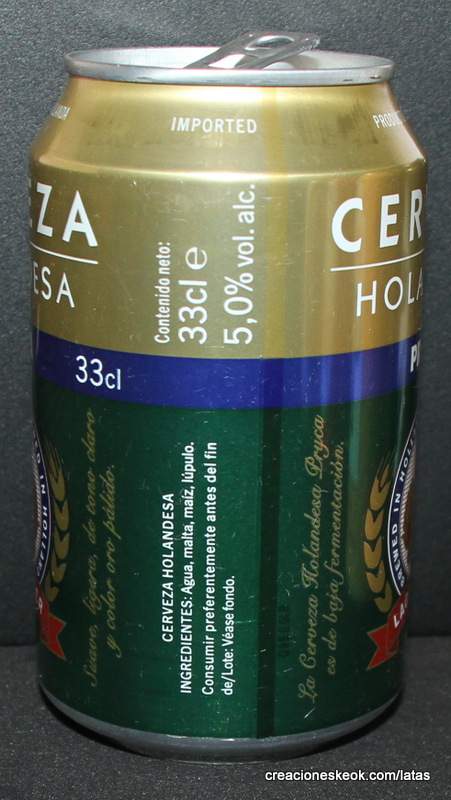 IMPORTED
EZA
ESA
33cl
Contenido neto:
33cl e
5,0% vol. alc.
CER
HOLA
Suave, ligera, de tono claro
y color oro pálido.
CERVEZA HOLANDESA
INGREDIENTES: Agua, malta, maíz, lúpulo.
Consumir preferentemente antes del fin
de/Lote: Véase fondo.
La Cerveza Holandesa Pryca
es de baja fermentación.
creacioneskeok.com/latas